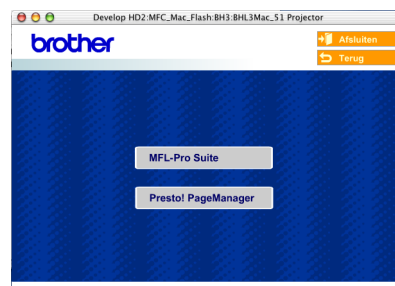 Develop HD2:MFC_Mac_Flash:BH3:BHL3Mac_51 Projector
brother
Afsluiten
Terug
MFL-Pro Suite
Presto! PageManager